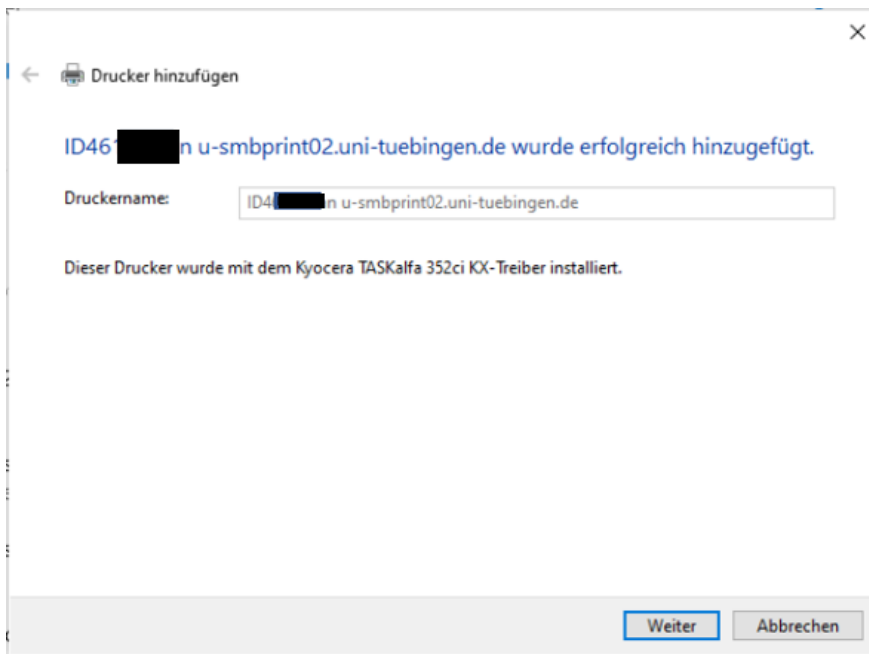 Drucker hinzufügen
ID46 n u-smbprint02.uni-tuebingen.de wurde erfolgreich hinzugefügt.
Druckername: ID4 n u-smbprint02.uni-tuebingen.de
Dieser Drucker wurde mit dem Kyocera TASKalfa 352ci KX-Treiber installiert.
Weiter Abbrechen